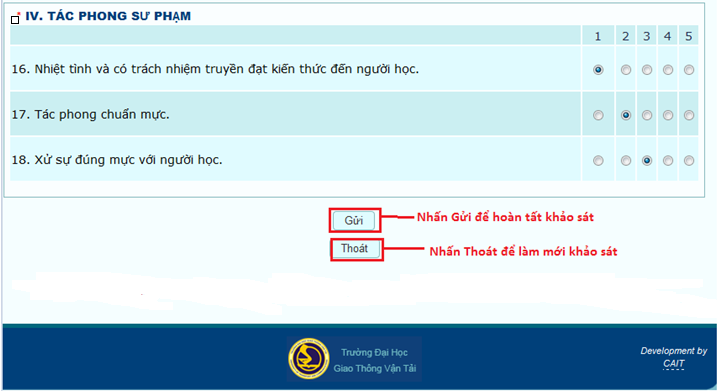 * IV. TÁC PHONG SƯ PHẠM
1 2 3 4 5
16. Nhiệt tình và có trách nhiệm truyền đạt kiến thức đến người học.
17. Tác phong chuẩn mực.
18. Xử sự đúng mực với người học.
Gửi Nhấn Gửi để hoàn tất khảo sát
Thoát Nhấn Thoát để làm mới khảo sát
Trường Đại Học
Giao Thông Vận Tải
Development by
CAIT